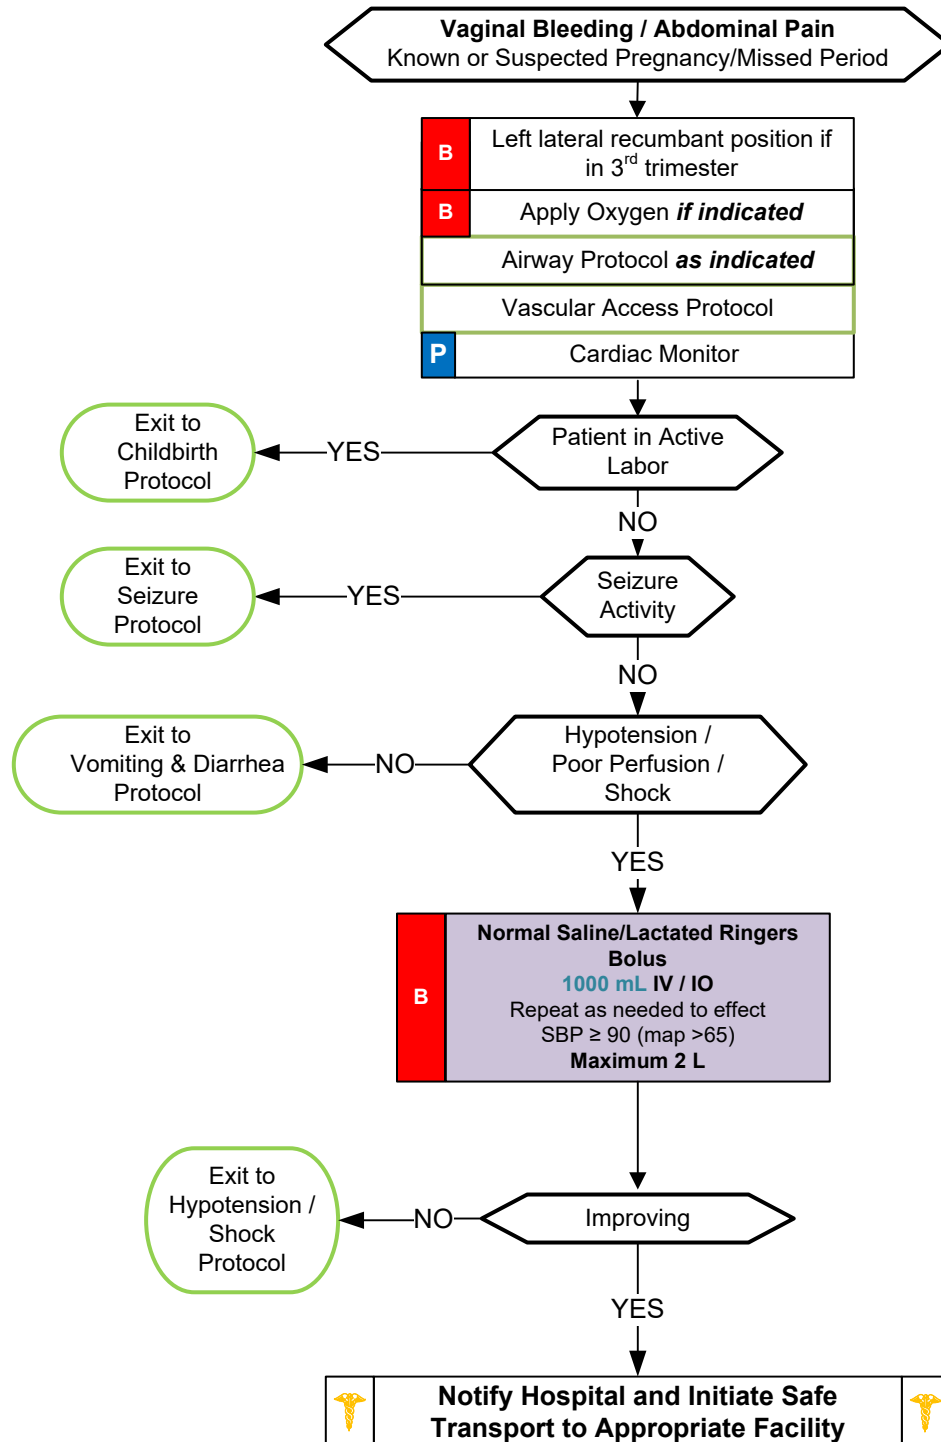 Vaginal Bleeding / Abdominal Pain
Known or Suspected Pregnancy/Missed Period
B
Left lateral recumbant position if
in 3rd trimester
B
Apply Oxygen if indicated
Airway Protocol as indicated
Vascular Access Protocol
P
Cardiac Monitor
Exit to
Childbirth
Protocol
YES
Patient in Active
Labor
NO
Exit to
Seizure
Protocol
YES
Seizure
Activity
NO
Exit to
Vomiting & Diarrhea
Protocol
NO
Hypotension /
Poor Perfusion /
Shock
YES
B
Normal Saline/Lactated Ringers
Bolus
1000 mL IV / IO
Repeat as needed to effect
SBP ≥ 90 (map >65)
Maximum 2 L
Exit to
Hypotension /
Shock
Protocol
NO
Improving
YES
Notify Hospital and Initiate Safe
Transport to Appropriate Facility